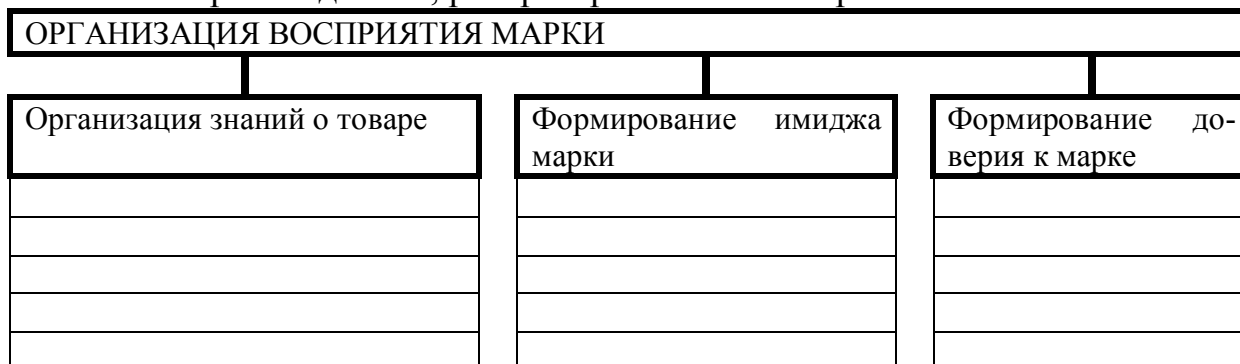 ОРГАНИЗАЦИЯ ВОСПРИЯТИЯ МАРКИ
Организация знаний о товаре
Формирование имиджа
марки
Формирование до-
верия к марке